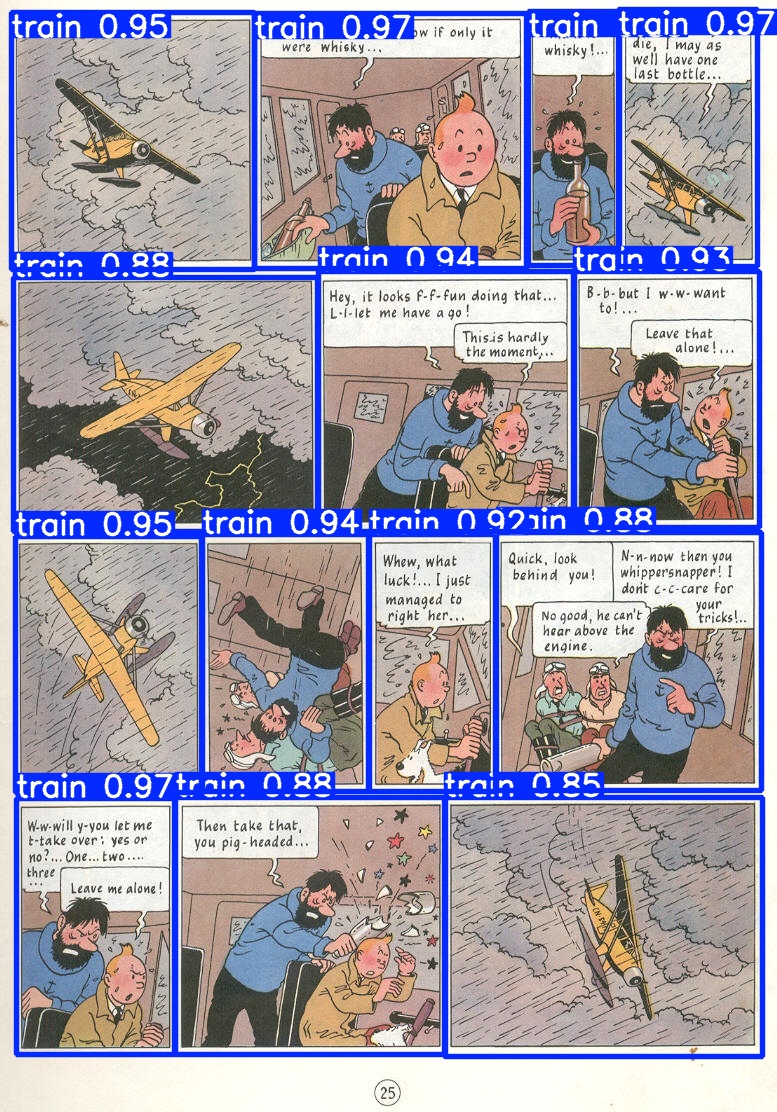 train 0.95
train 0.97
train
train 0.97
ow if only it
were whisky...
whisky!...
die, I may as
well have one
last bottle...
train 0.88
train 0.94
train 0.93
Hey, it looks f-f-fun doing that...
L-l-let me have a go!
This is hardly
the moment,...
B-b-but I w-w-want
to!...
Leave that
alone!...
train 0.95
train 0.94
train 0.92
0.88
Whew, what
luck!... I just
managed to
right her...
Quick, look
behind you!
No good, he can't
hear above the
engine.
N-n-now then you
whippersnapper! I
dont c-c-care for
your
tricks!..
train 0.97
train 0.88
train 0.85
W-w-will y-you let me
t-take over: yes or
no?... One... two....
three
...
Leave me alone!
Then take that,
you pig-headed...
25